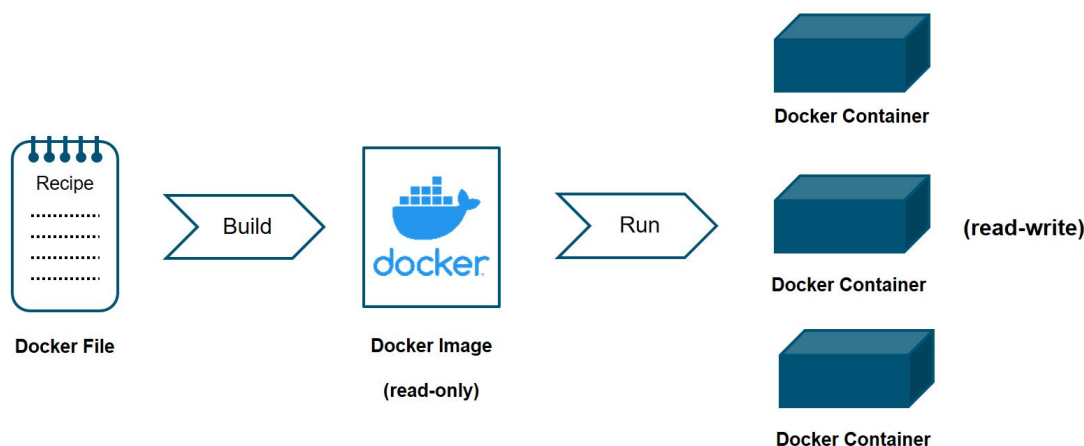 Recipe
Docker File
Build
docker
Docker Image
(read-only)
Run
Docker Container
Docker Container
(read-write)
Docker Container